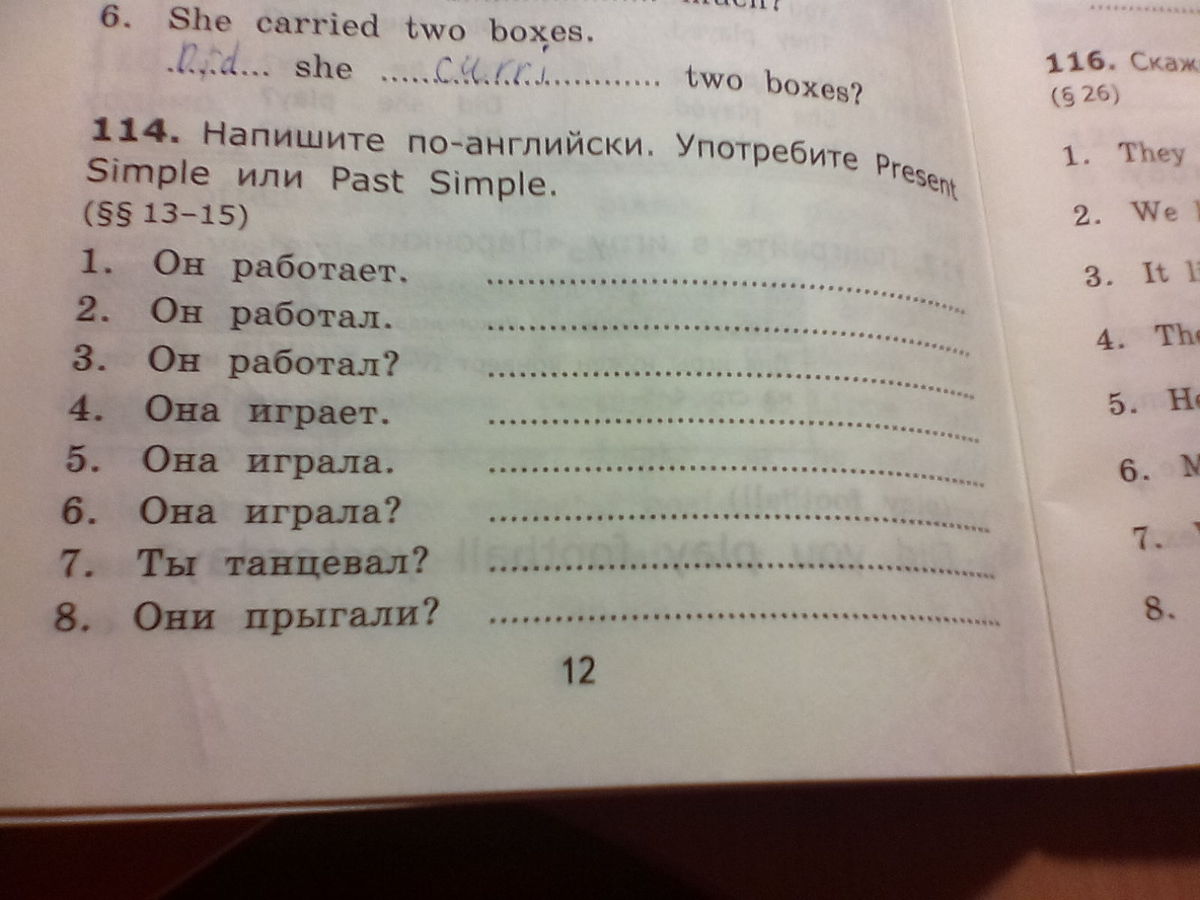 much?
6. She carried two boxes.
Did she curri two boxes?
114. Напишите по-английски. Употребите Present
Simple или Past Simple.
(§§ 13–15)
1. Он работает.
2. Он работал.
3. Он работал?
4. Она играет.
5. Она играла.
6. Она играла?
7. Ты танцевал?
8. Они прыгали?
12
116.
(§ 26)
1. They
2. We
3. It
4.
5.
6.
7.
8.